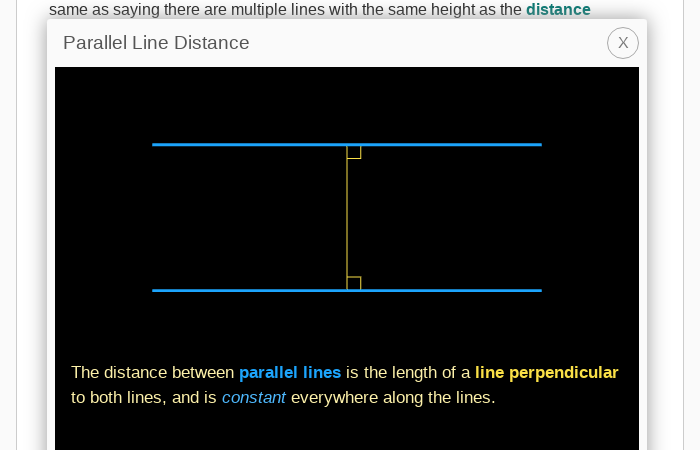 same as saying there are multiple lines with the same height as the distance
Parallel Line Distance
X
The distance between parallel lines is the length of a line perpendicular
to both lines, and is constant everywhere along the lines.